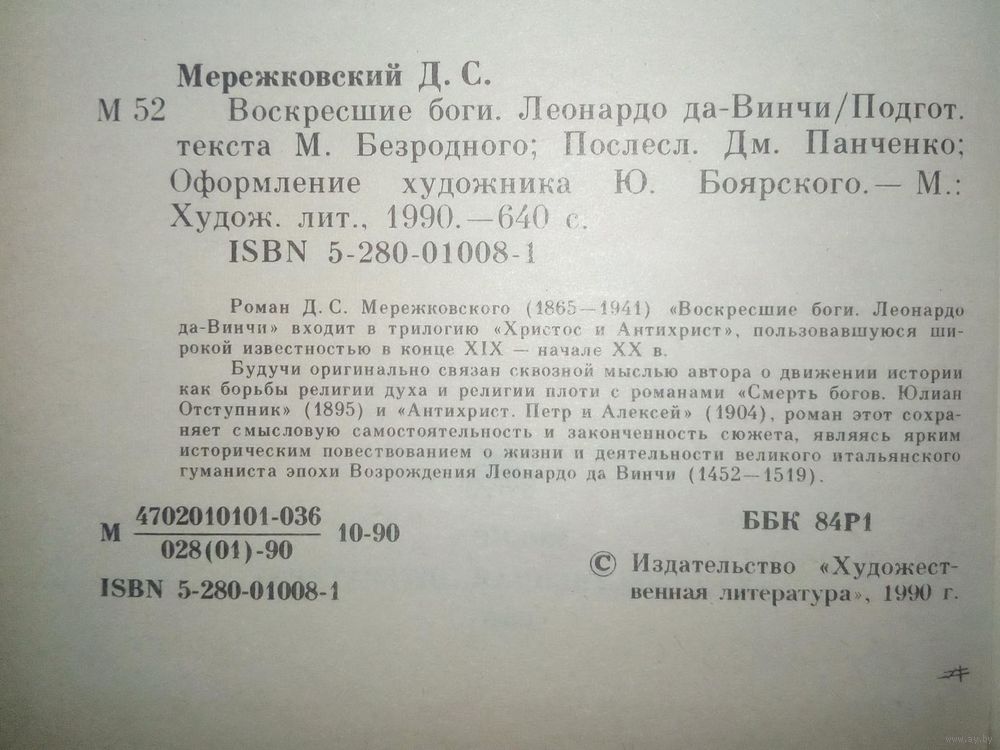 Мережковский Д. С.
М 52 Воскресшие боги. Леонардо да-Винчи/Подгот.
текста М. Безродного; Послесл. Дм. Панченко;
Оформление художника Ю. Боярского.— М.:
Худож. лит., 1990.—640 с.
ISBN 5-280-01008-1
Роман Д. С. Мережковского (1865—1941) «Воскресшие боги. Леонардо
да-Винчи» входит в трилогию «Христос и Антихрист», пользовавшуюся ши-
рокой известностью в конце XIX — начале XX в.
Будучи оригинально связан сквозной мыслью автора о движении истории
как борьбы религии духа и религии плоти с романами «Смерть богов. Юлиан
Отступник» (1895) и «Антихрист. Петр и Алексей» (1904), роман этот сохра-
няет смысловую самостоятельность и законченность сюжета, являясь ярким
историческим повествованием о жизни и деятельности великого итальянского
гуманиста эпохи Возрождения Леонардо да Винчи (1452—1519).
М 4702010101-036
028(01)-90 10-90
ББК 84Р1
ISBN 5-280-01008-1
© Издательство «Художест-
венная литература», 1990 г.
www.ay.by